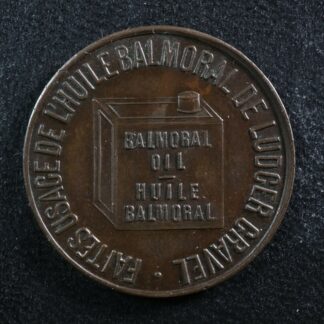 FAITES USAGE DE L'HUILE BALMORAL DE LUDGER GRAVEL
BALMORAL
OIL
HUILE
BALMORAL